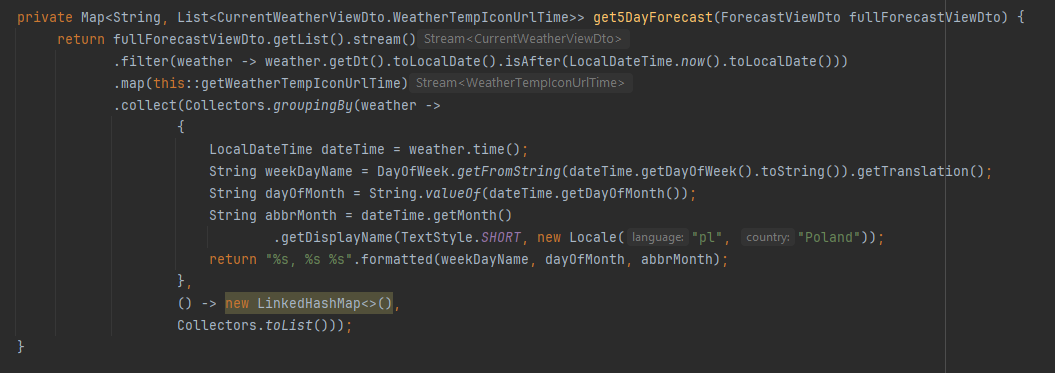 private Map<String, List<CurrentWeatherViewDto.WeatherTempIconUrlTime>> get5DayForecast(ForecastViewDto fullForecastViewDto) {
return fullForecastViewDto.getList().stream() Stream<CurrentWeatherViewDto>
.filter(weather -> weather.getDt().toLocalDate().isAfter(LocalDateTime.now().toLocalDate()))
.map(this::getWeatherTempIconUrlTime) Stream<WeatherTempIconUrlTime>
.collect(Collectors.groupingBy(weather ->
{
LocalDateTime dateTime = weather.time();
String weekDayName = DayOfWeek.getFromString(dateTime.getDayOfWeek().toString()).getTranslation();
String dayOfMonth = String.valueOf(dateTime.getDayOfMonth());
String abbrMonth = dateTime.getMonth()
.getDisplayName(TextStyle.SHORT, new Locale( language: "pl", country: "Poland"));
return "%s, %s %s".formatted(weekDayName, dayOfMonth, abbrMonth);
},
() -> new LinkedHashMap<>(),
Collectors.toList()));
}